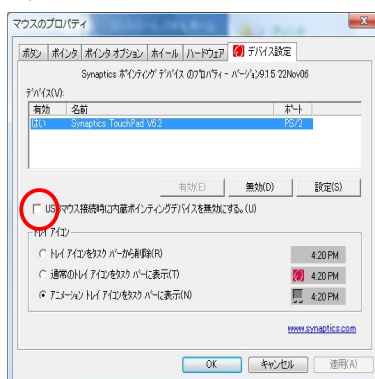 マウスのプロパティ
ボタン ポインタ ポインタ オプション ホイール ハードウェア デバイス設定
Synaptics ポインティング デバイス のプロパティ - バージョン9.1.5 22Nov06
デバイス(V):
有効 名前 ポート
はい Synaptics TouchPad V6.2 PS/2
有効(E) 無効(D) 設定(S)
USBマウス接続時に内蔵ポインティングデバイスを無効にする。(U)
トレイ アイコン
トレイ アイコンをタスク バーから削除(R) 4:20 PM
通常のトレイ アイコンをタスク バーに表示(T) 4:20 PM
アニメーション トレイ アイコンをタスク バーに表示(N) 4:20 PM
www.synaptics.com
OK キャンセル 適用(A)